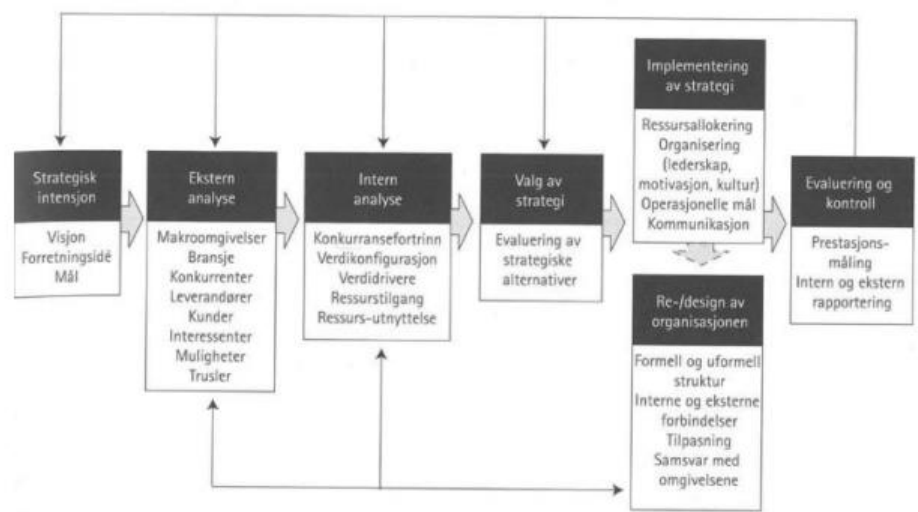 Strategisk
intensjon
Visjon
Forretningsidé
Mål
Ekstern
analyse
Makroomgivelser
Bransje
Konkurrenter
Leverandører
Kunder
Interessenter
Muligheter
Trusler
Intern
analyse
Konkurransefortrinn
Verdikonfigurasjon
Verdidrivere
Ressurstilgang
Ressurs-utnyttelse
Valg av
strategi
Evaluering av
strategiske
alternativer
Implementering
av strategi
Ressursallokering
Organisering
(lederskap,
motivasjon, kultur)
Operasjonelle mål
Kommunikasjon
Re-/design av
organisasjonen
Formell og uformell
struktur
Interne og eksterne
forbindelser
Tilpasning
Samsvar med
omgivelsene
Evaluering og
kontroll
Prestasjons-
måling
Intern og ekstern
rapportering